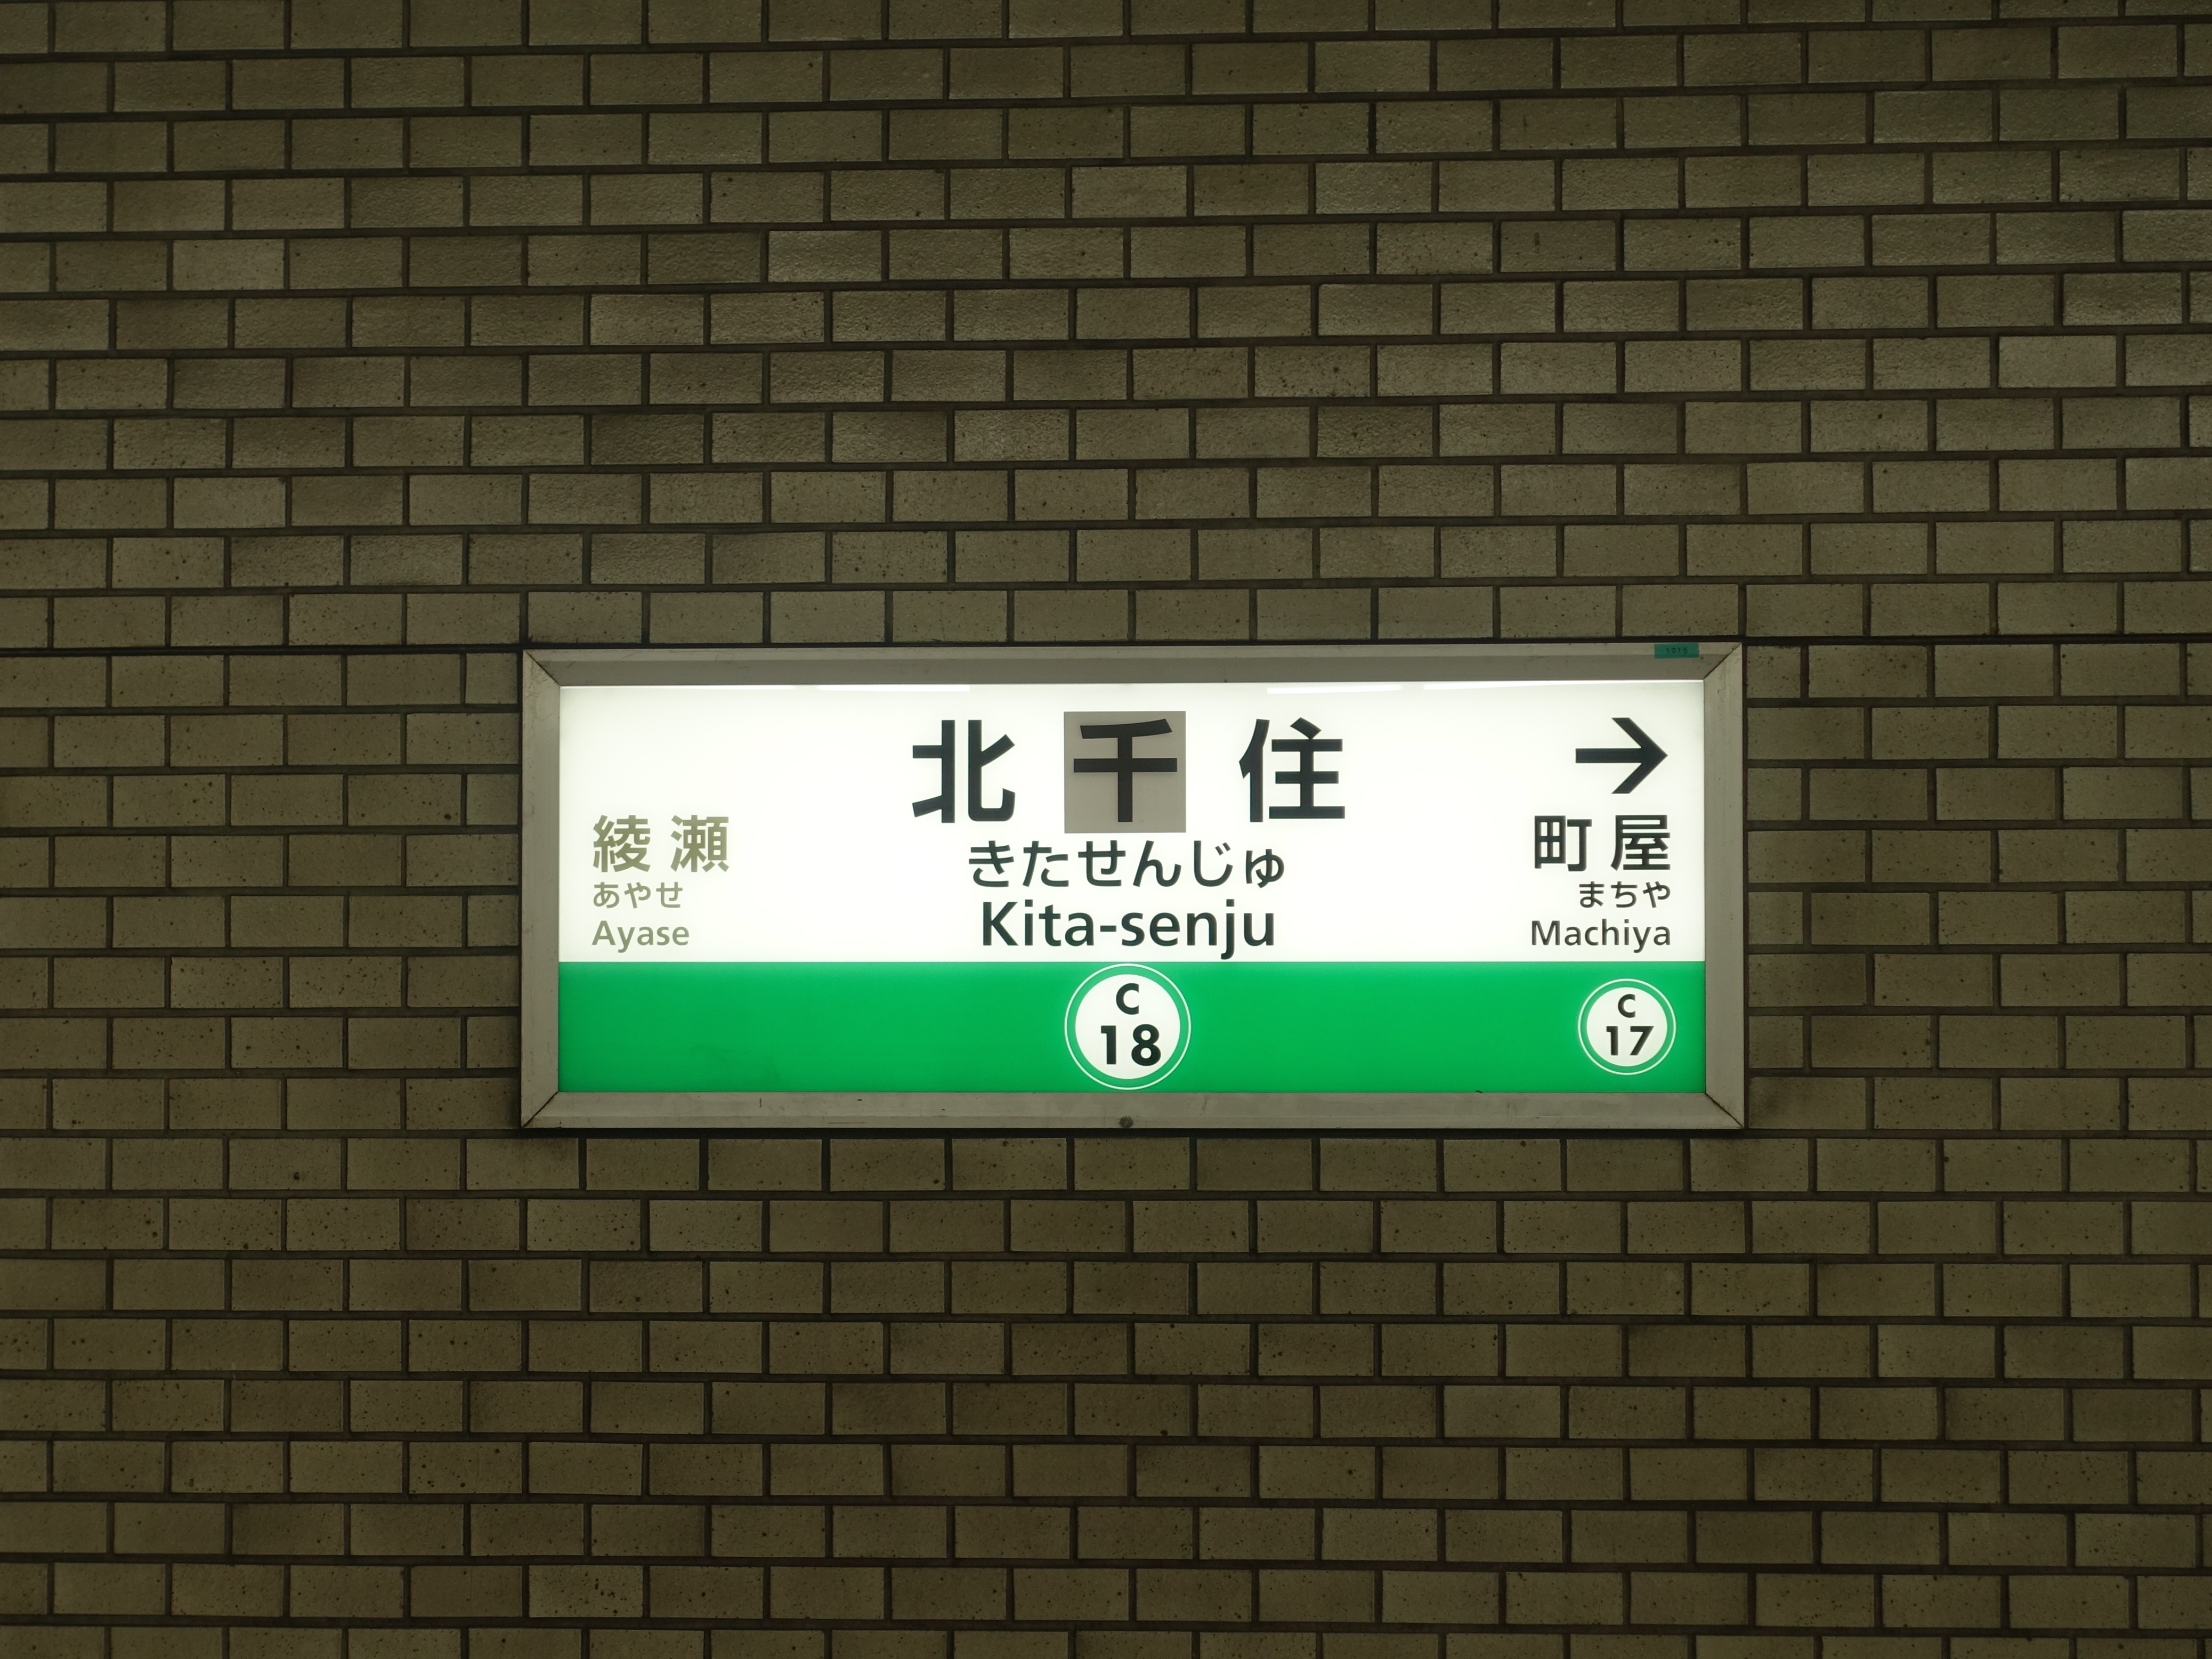 北千住
きたせんじゅ
Kita-senju
C
18
綾瀬
あやせ
Ayase
→
町屋
まちや
Machiya
C
17